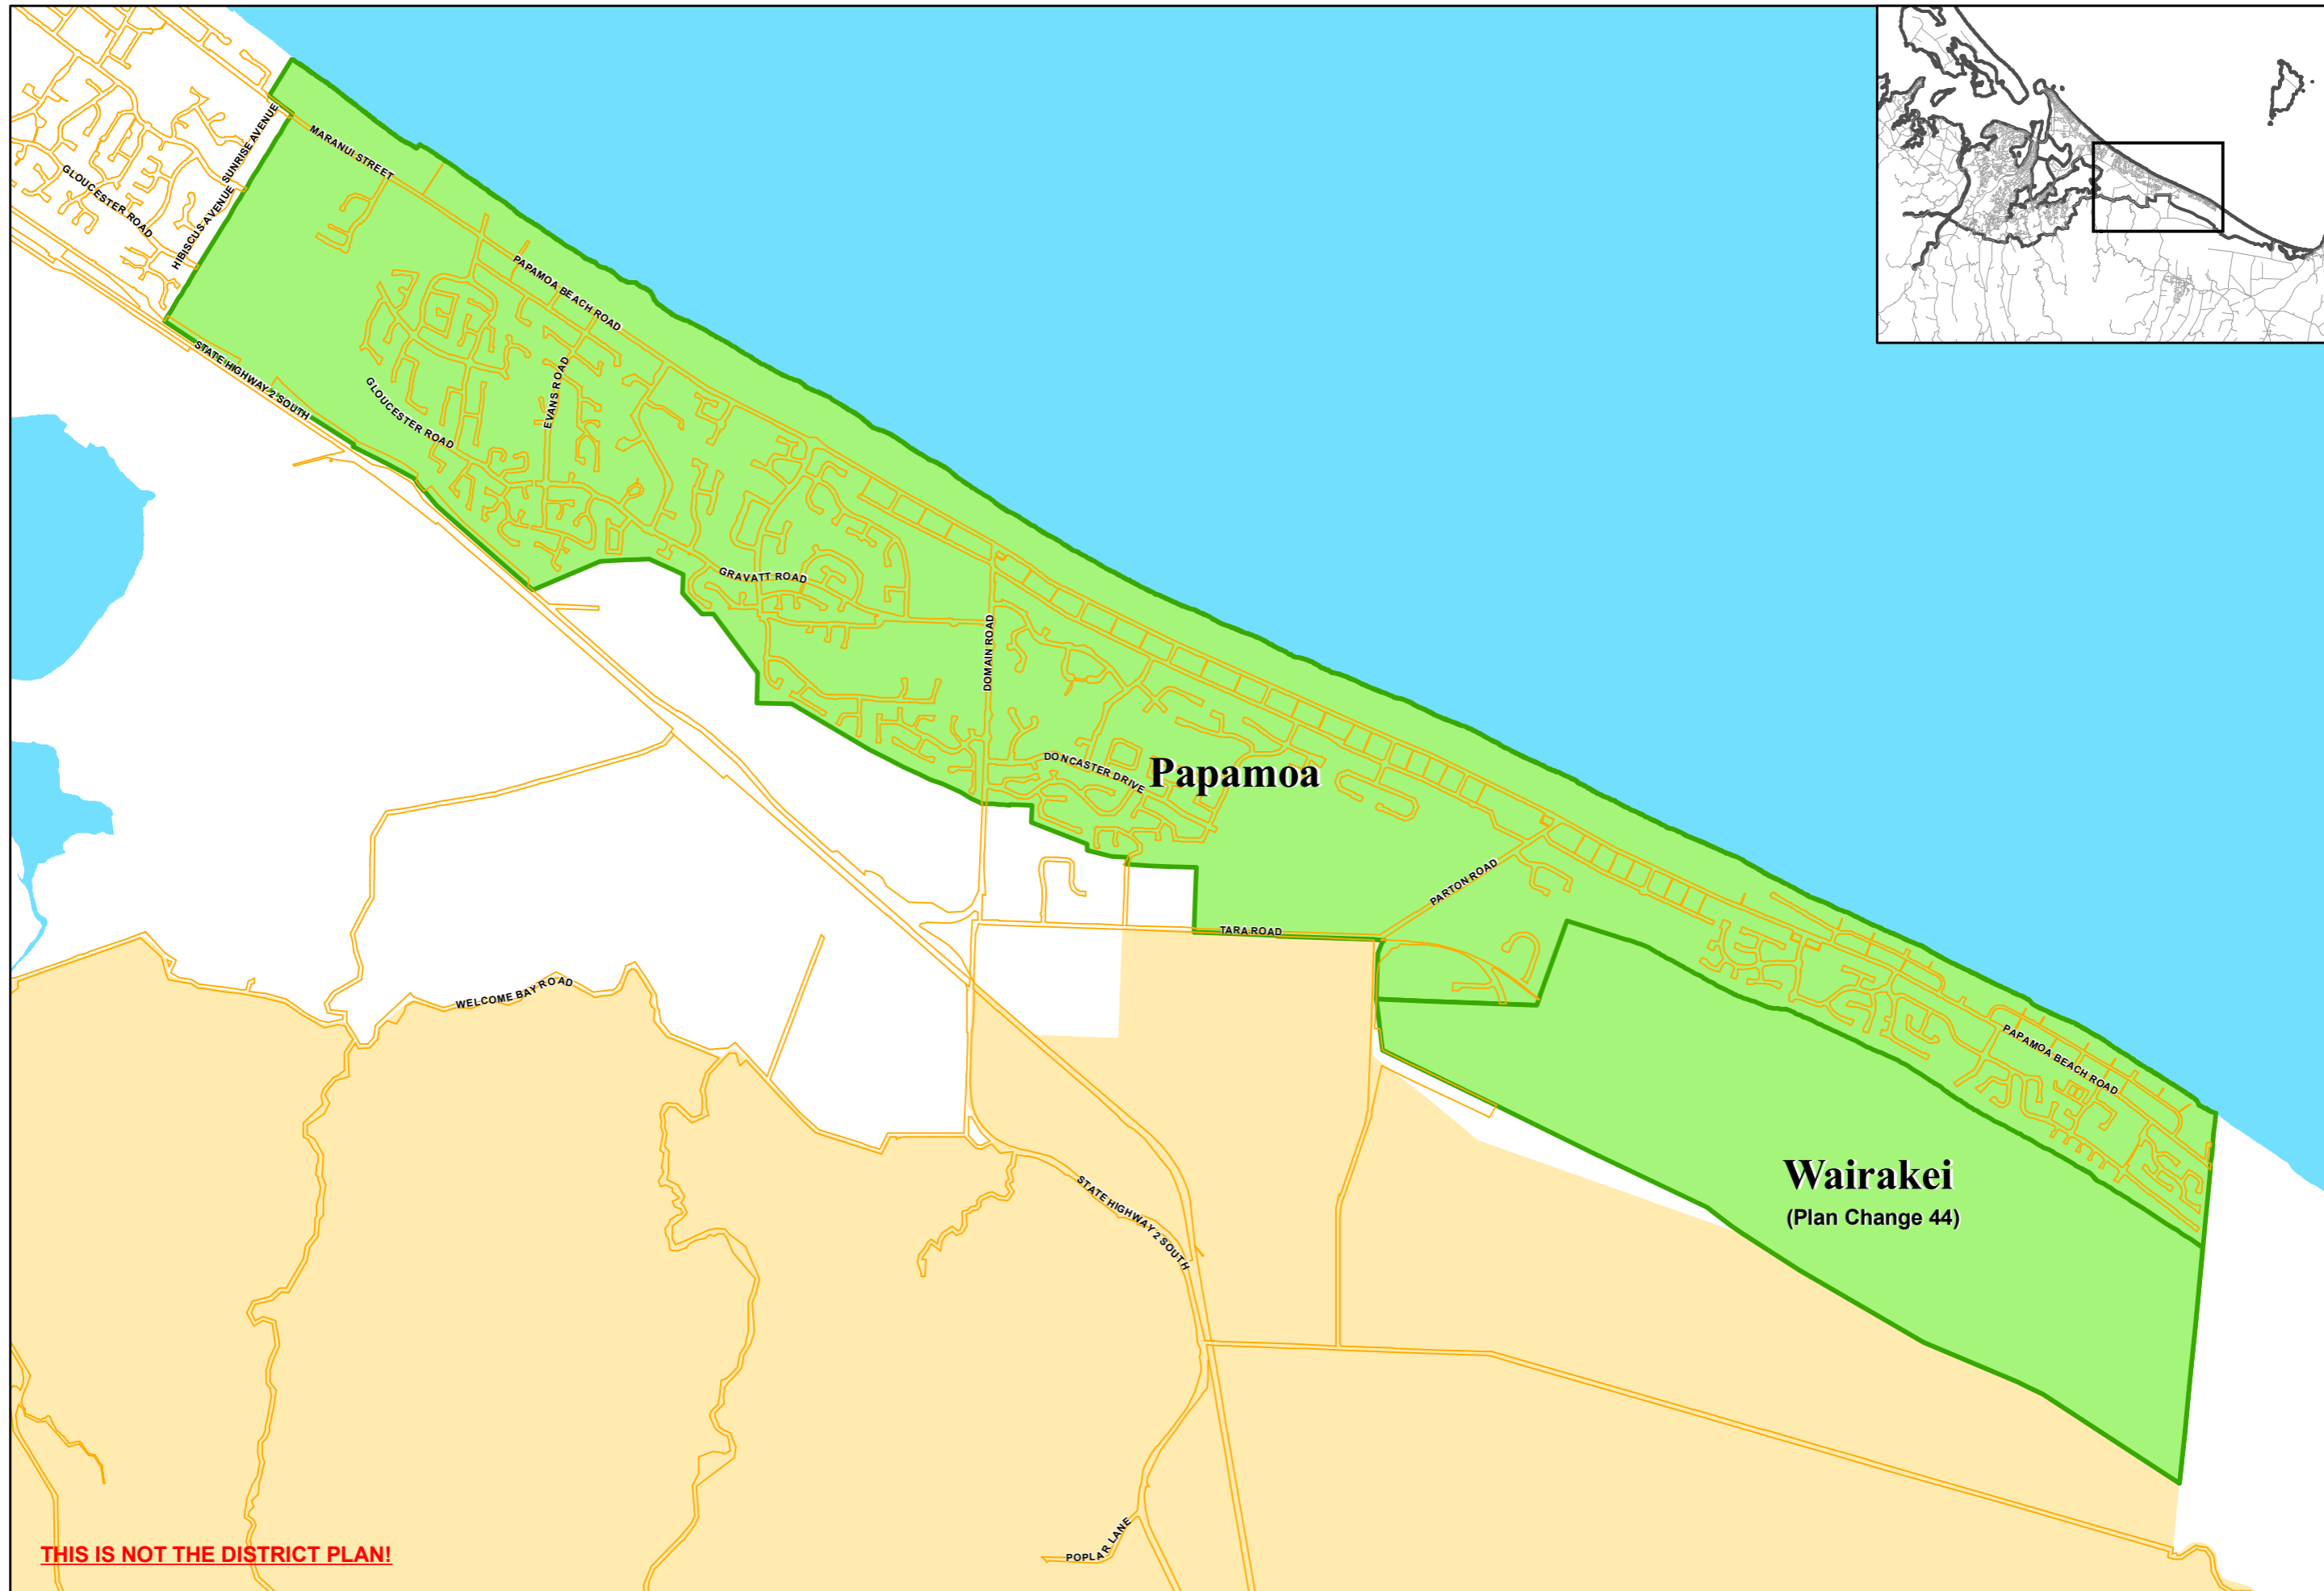 MARANUI STREET
SUNRISE AVENUE
GLOUCESTER ROAD
HIBISCUS AVENUE
PAPAMOA BEACH ROAD
STATE HIGHWAY 2 SOUTH
EVANS ROAD
GLOUCESTER ROAD
GRAVATT ROAD
DOMAIN ROAD
DONCASTER DRIVE
Papamoa
PARTON ROAD
TARA ROAD
WELCOME BAY ROAD
PAPAMOA BEACH ROAD
Wairakei
(Plan Change 44)
STATE HIGHWAY 2 SOUTH
POPLAR LANE
THIS IS NOT THE DISTRICT PLAN!